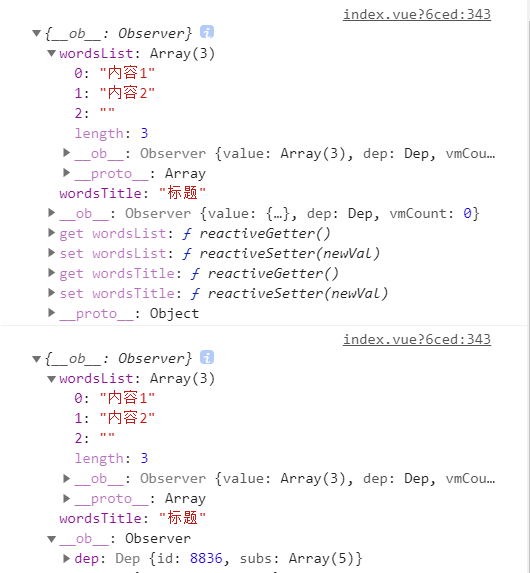 index.vue?6ced:343
{__ob__: Observer} i
wordsList: Array(3)
0: "内容1"
1: "内容2"
2: ""
length: 3
__ob__: Observer {value: Array(3), dep: Dep, vmCou…
__proto__: Array
wordsTitle: "标题"
__ob__: Observer {value: {…}, dep: Dep, vmCount: 0}
get wordsList: ƒ reactiveGetter()
set wordsList: ƒ reactiveSetter(newVal)
get wordsTitle: ƒ reactiveGetter()
set wordsTitle: ƒ reactiveSetter(newVal)
__proto__: Object
index.vue?6ced:343
{__ob__: Observer} i
wordsList: Array(3)
0: "内容1"
1: "内容2"
2: ""
length: 3
__ob__: Observer {value: Array(3), dep: Dep, vmCou…
__proto__: Array
wordsTitle: "标题"
__ob__: Observer
dep: Dep {id: 8836, subs: Array(5)}